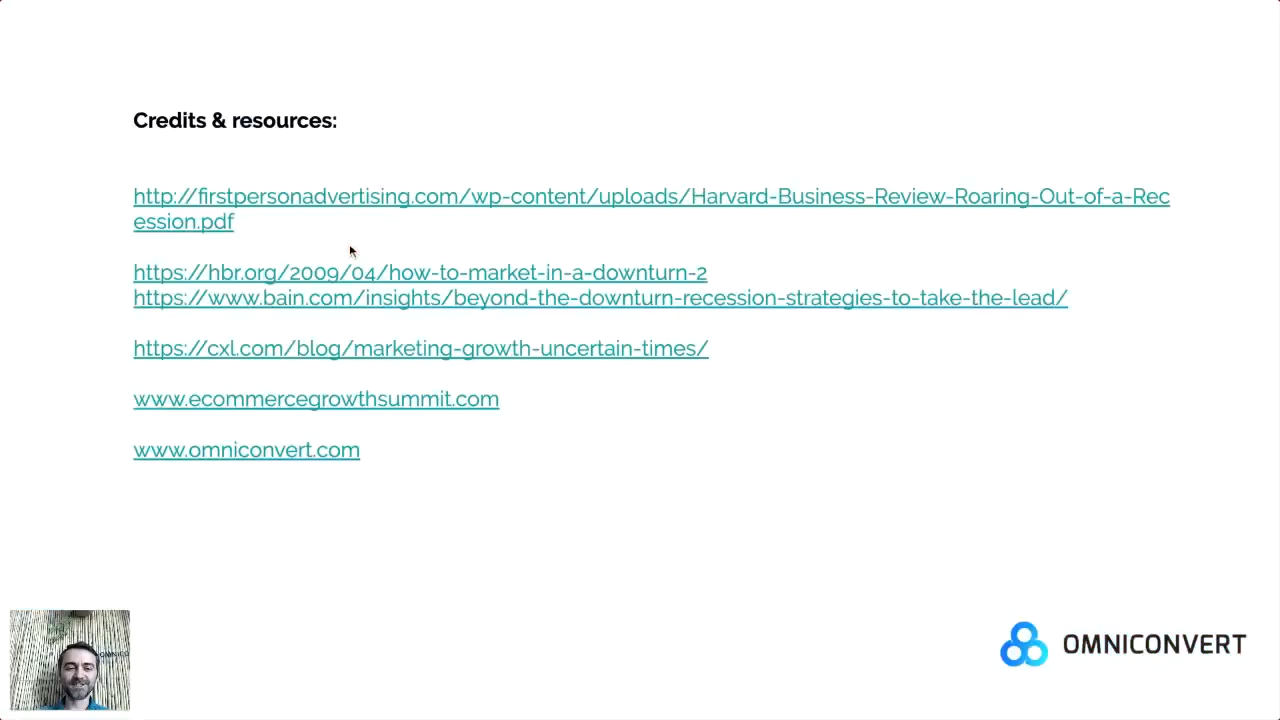 Credits & resources:
http://firstpersonadvertising.com/wp-content/uploads/Harvard-Business-Review-Roaring-Out-of-a-Rec
ession.pdf
https://hbr.org/2009/04/how-to-market-in-a-downturn-2
https://www.bain.com/insights/beyond-the-downturn-recession-strategies-to-take-the-lead/
https://cxl.com/blog/marketing-growth-uncertain-times/
www.ecommercegrowthsummit.com
www.omniconvert.com
OMNICONVERT